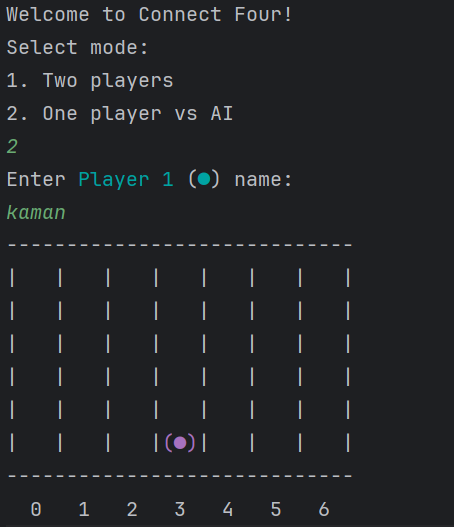 Welcome to Connect Four!
Select mode:
1. Two players
2. One player vs AI
2
Enter Player 1 (●) name:
kaman
-----------------------------
|   |   |   |   |   |   |   |
|   |   |   |   |   |   |   |
|   |   |   |   |   |   |   |
|   |   |   |   |   |   |   |
|   |   |   |   |   |   |   |
|   |   |   |(●)|   |   |   |
-----------------------------
  0   1   2   3   4   5   6